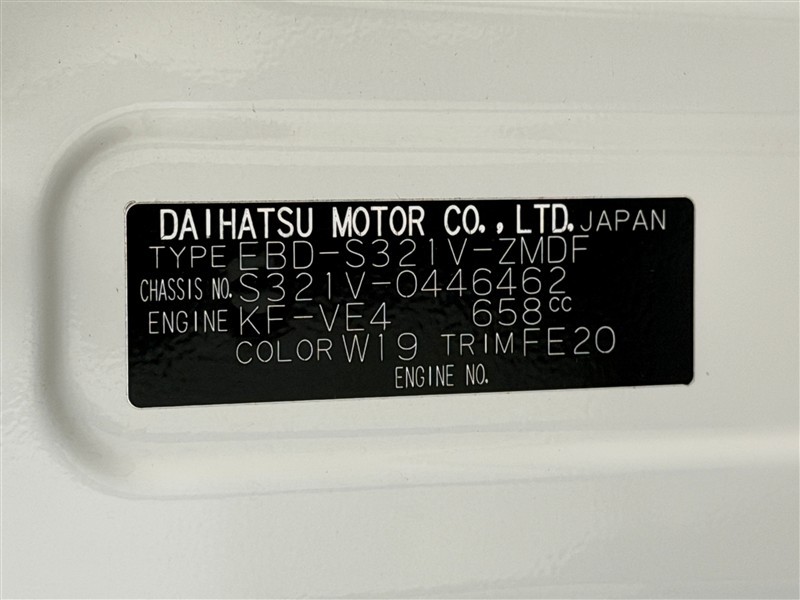 DAIHATSU MOTOR CO.,LTD. JAPAN
TYPE EBD-S321V-ZMDF
CHASSIS NO. S321V-0446462
ENGINE KF-VE4 658cc
COLOR W19 TRIM FE20
ENGINE NO.